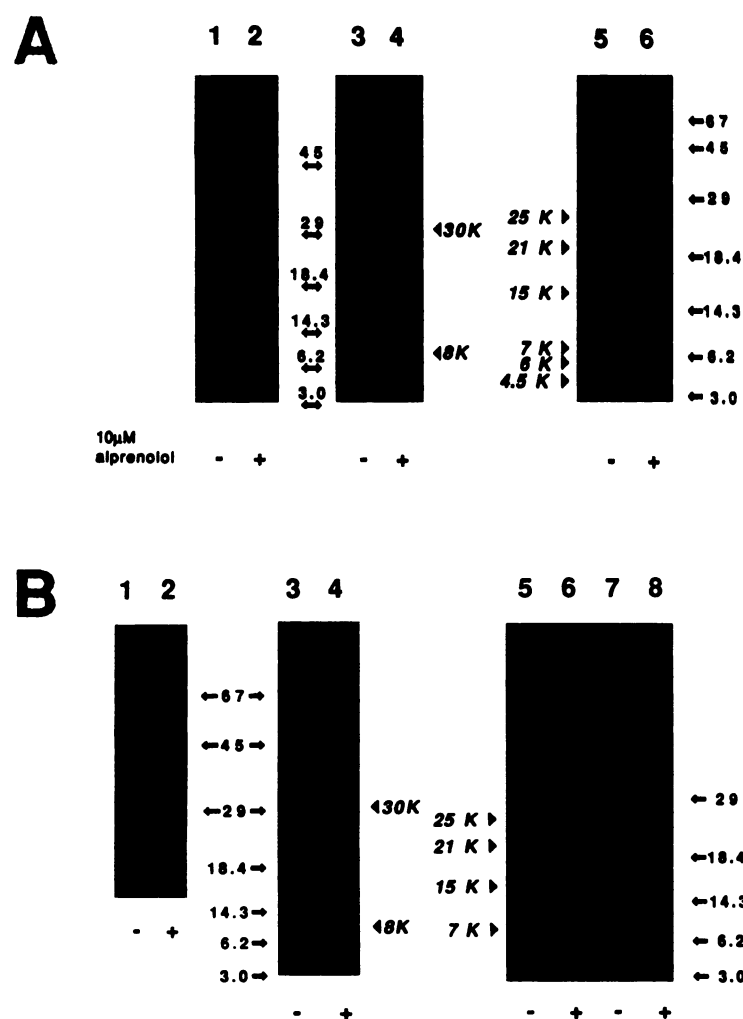 A
1 2 3 4 5 6
←67
45 ←45
↔
29 25 K ▶ ←29
↔ ◀30K
21 K ▶
18.4 ←18.4
↔
15 K ▶
14.3 ←14.3
↔
6.2 ◀8K 7 K ▶ ←6.2
↔ 6 K ▶
3.0 4.5 K ▶ ←3.0
↔
10μM
alprenolol - + - + - +
B
1 2 3 4 5 6 7 8
←67→
←45→
←29→ ◀30K ← 29
25 K ▶
21 K ▶
18.4→ ←18.4
15 K ▶
14.3→ ←14.3
- + 6.2→ ◀8K 7 K ▶ ← 6.2
3.0→ ← 3.0
- + - + - +